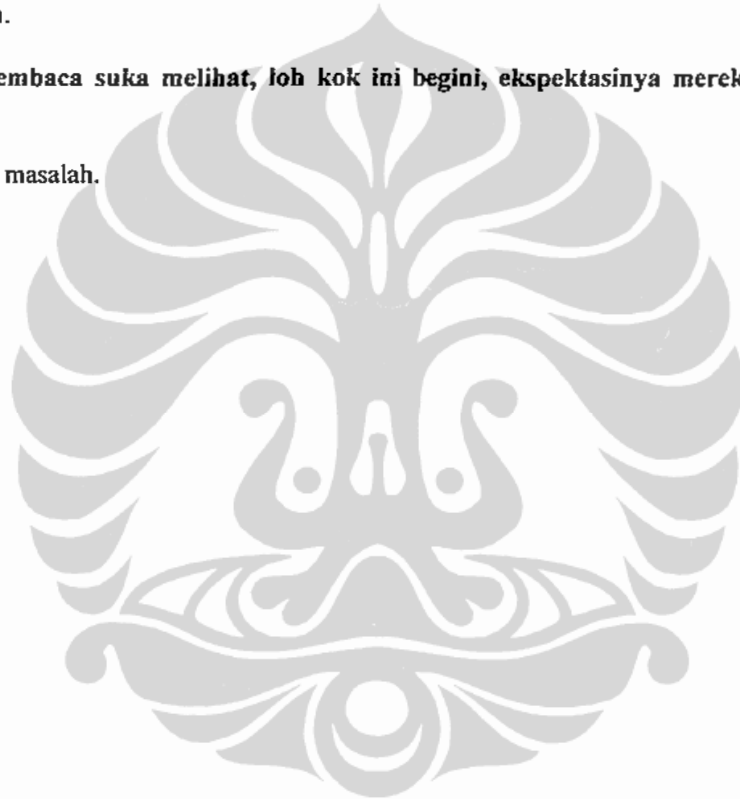 embaca suka melihat, loh kok ini begini, ekspektasinya merek
masalah.